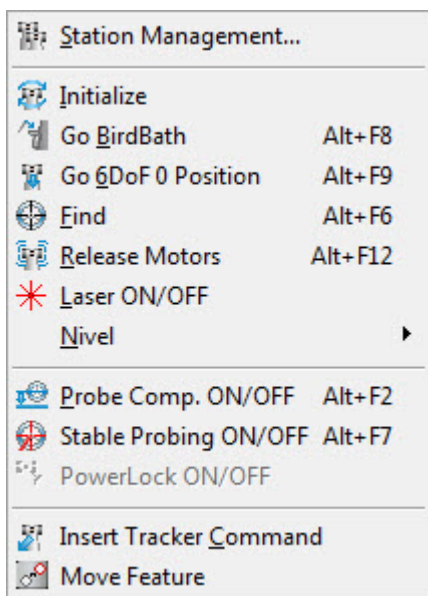 Station Management...
Initialize
Go BirdBath Alt+F8
Go 6DoF 0 Position Alt+F9
Find Alt+F6
Release Motors Alt+F12
Laser ON/OFF
Nivel
Probe Comp. ON/OFF Alt+F2
Stable Probing ON/OFF Alt+F7
PowerLock ON/OFF
Insert Tracker Command
Move Feature